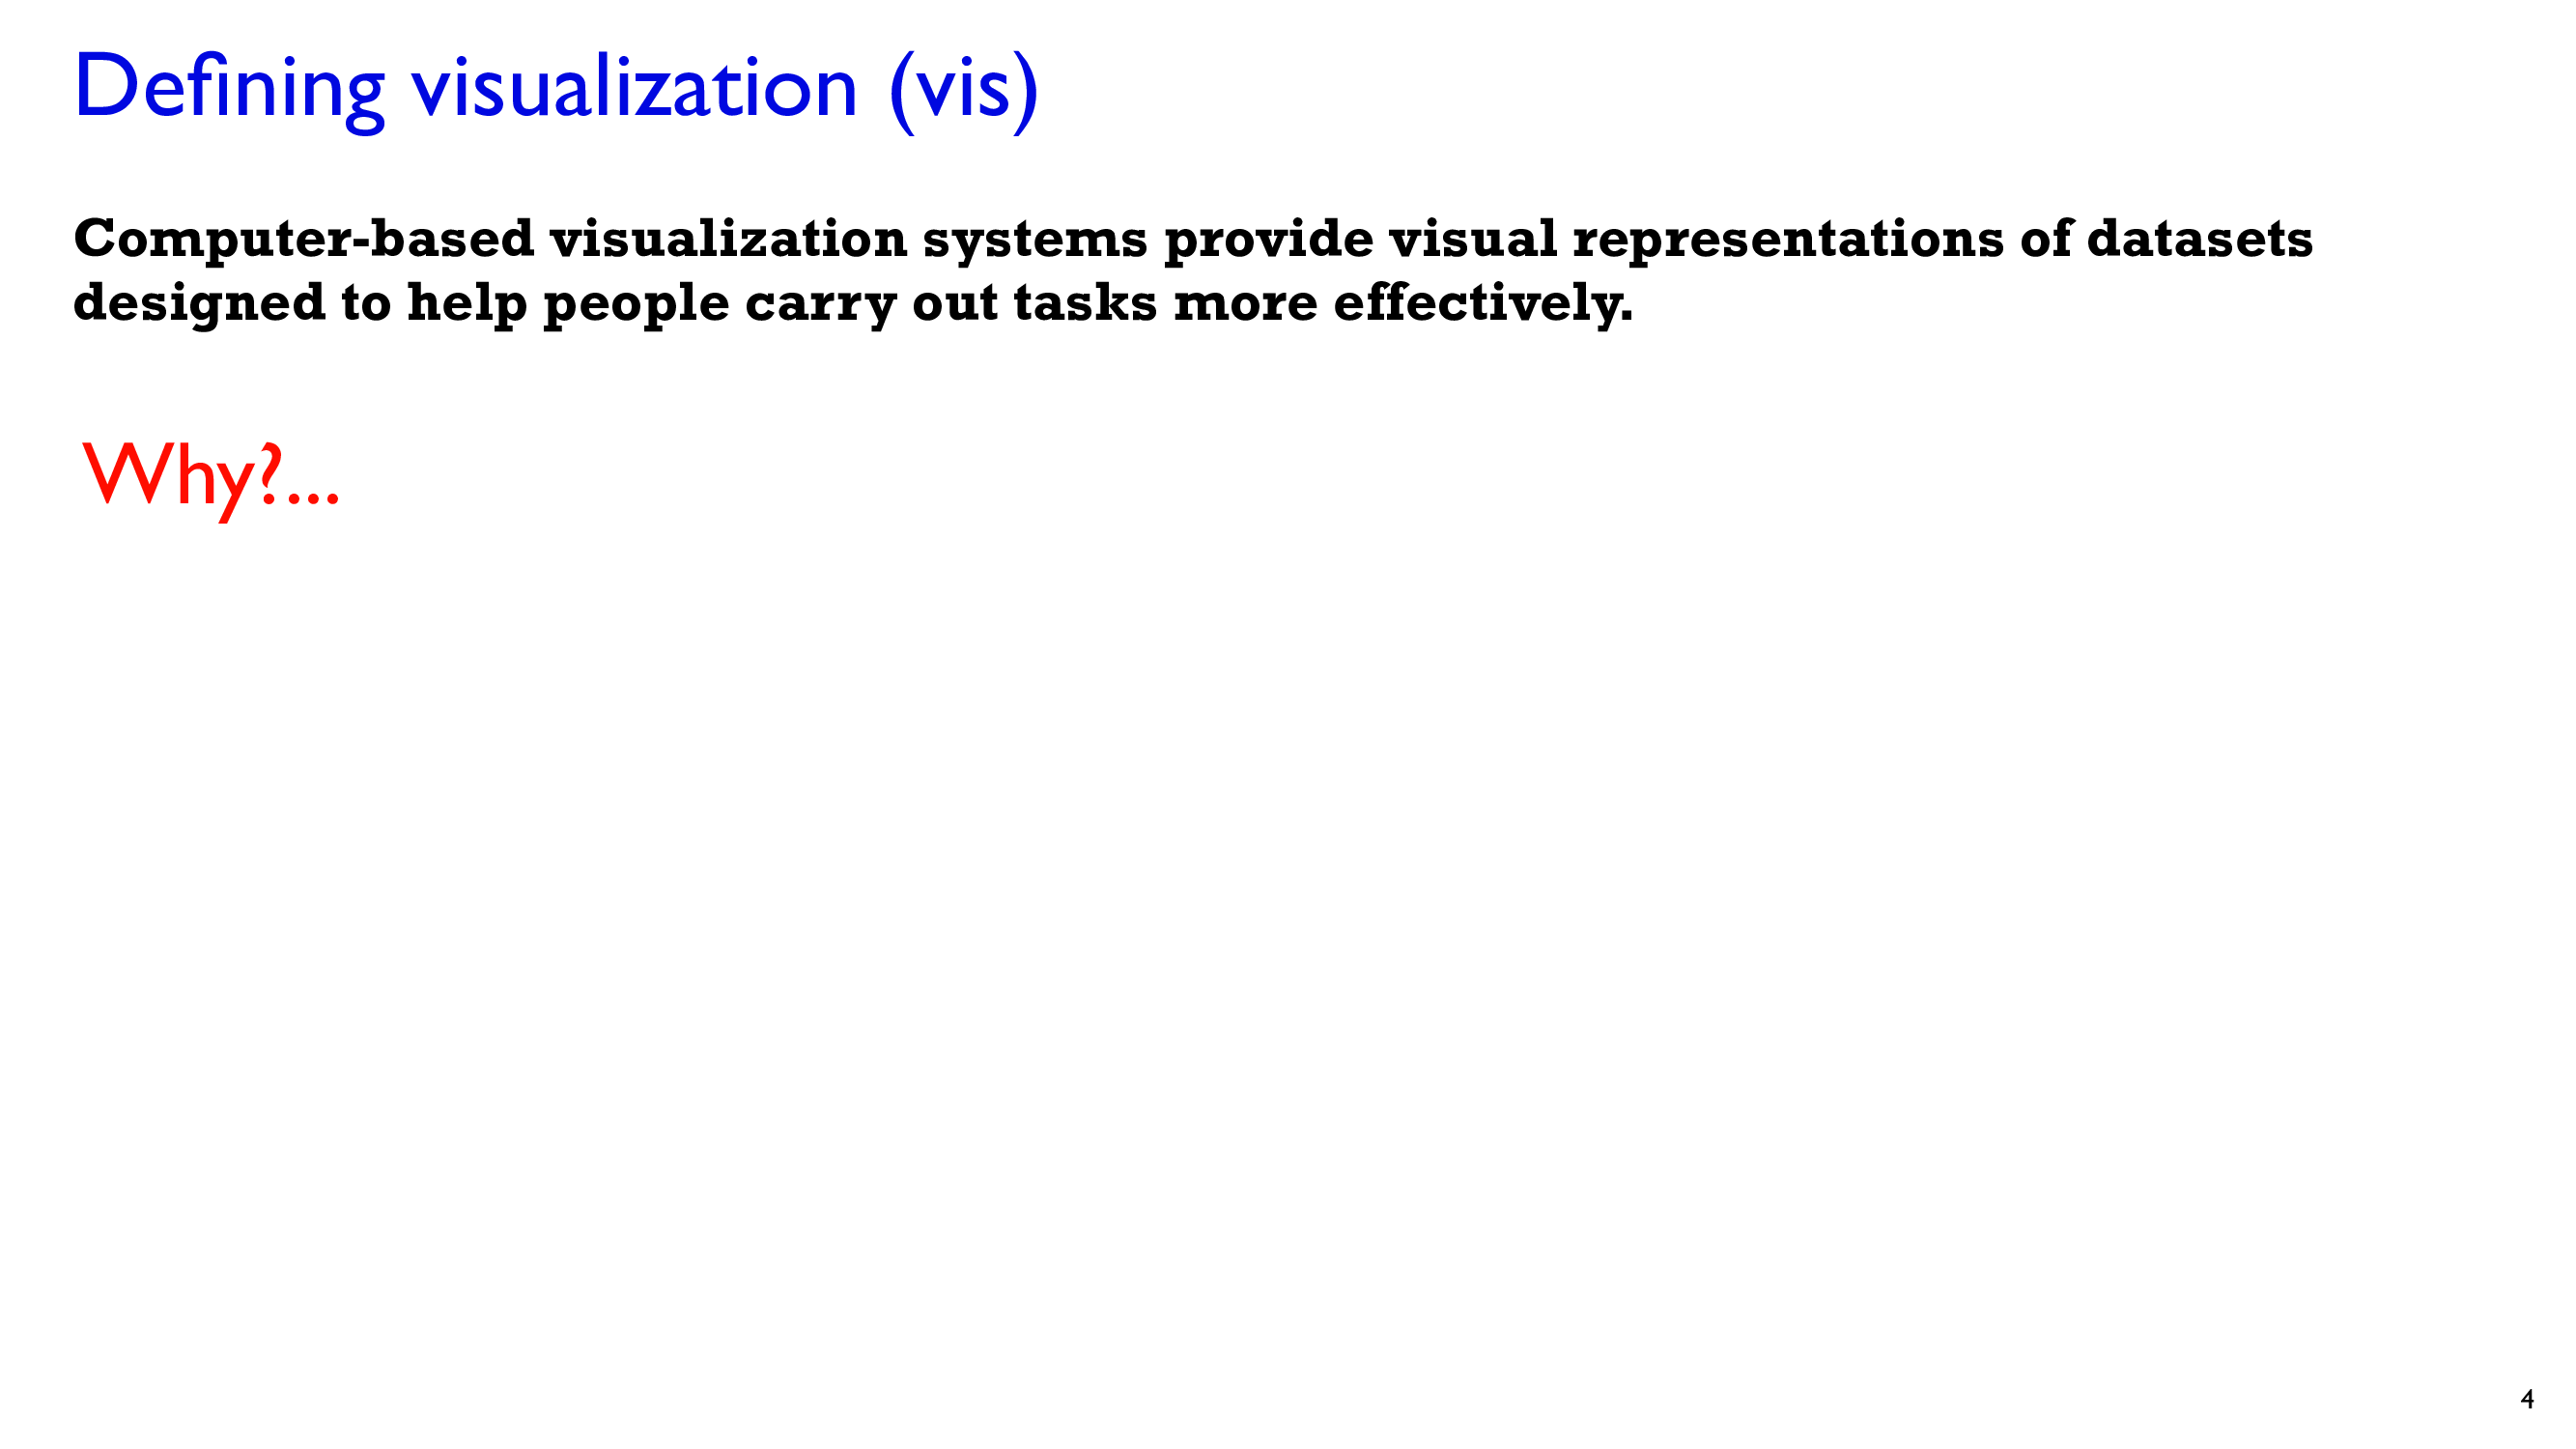 Defining visualization (vis)
Computer-based visualization systems provide visual representations of datasets
designed to help people carry out tasks more effectively.
Why?...
4